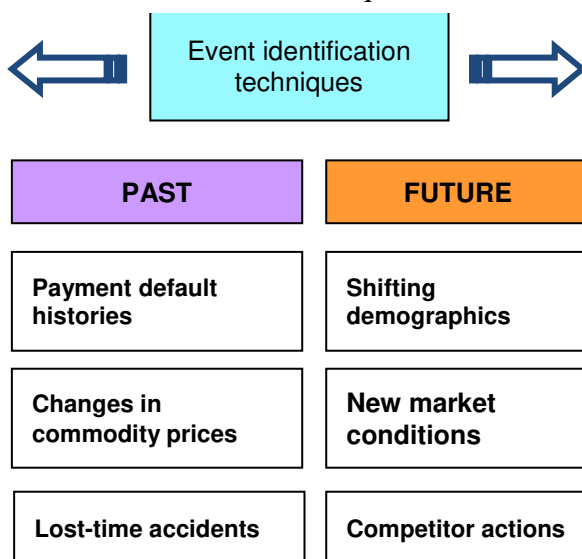 Event identification
techniques
PAST
FUTURE
Payment default
histories
Shifting
demographics
Changes in
commodity prices
New market
conditions
Lost-time accidents
Competitor actions